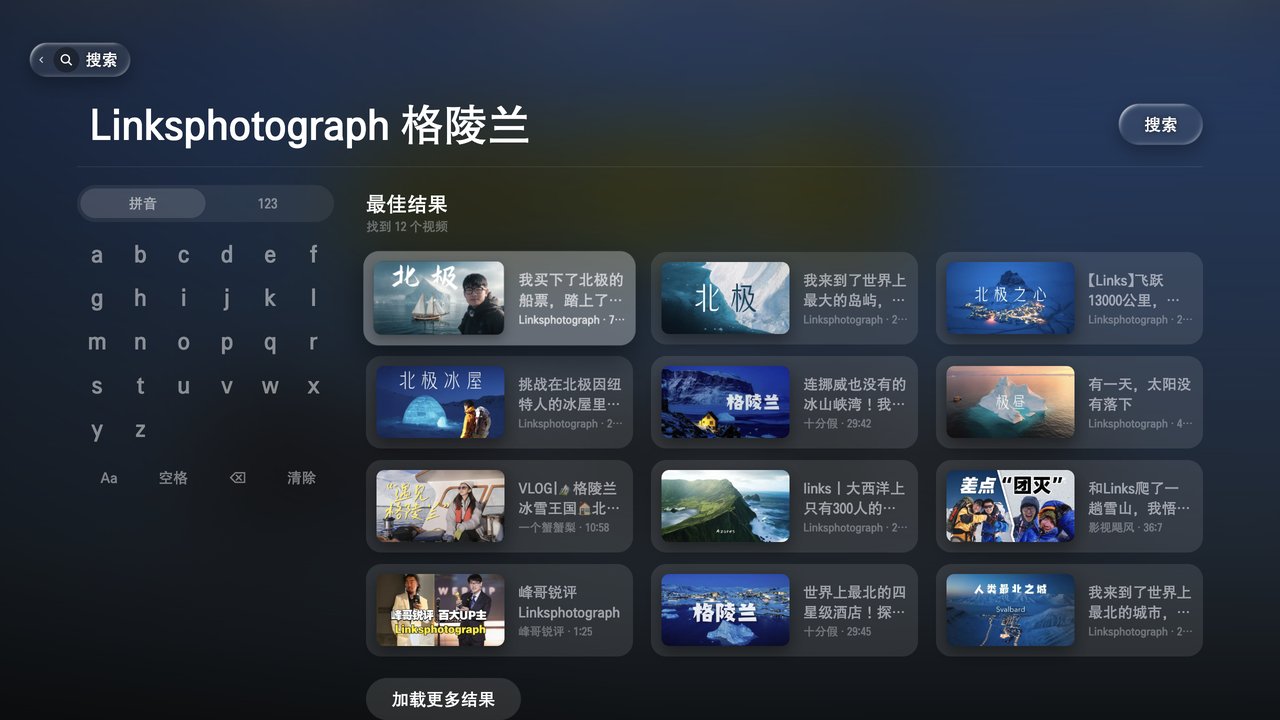 搜索
Linksphotograph 格陵兰
搜索
拼音
123
a b c d e f
g h i j k l
m n o p q r
s t u v w x
y z
Aa 空格 清除
最佳结果
找到 12 个视频
北极
我买下了北极的
船票，踏上了…
Linksphotograph · 7…
北极
我来到了世界上
最大的岛屿，…
Linksphotograph · 2…
北极之心
【Links】飞跃
13000公里，…
Linksphotograph · 2…
北极冰屋
挑战在北极因纽
特人的冰屋里…
Linksphotograph · 2…
格陵兰
连挪威也没有的
冰山峡湾！我…
十分假 · 29:42
极昼
有一天，太阳没
有落下
Linksphotograph · 4…
“遇见
格陵兰”
VLOG|格陵兰
冰雪王国北…
一个蟹蟹梨 · 10:58
Azores
links丨大西洋上
只有300人的…
Linksphotograph · 2…
差点“团灭”
和Links爬了一
趟雪山，我悟…
影视飓风 · 36:7
峰哥锐评 百大UP主
Linksphotograph
峰哥锐评
Linksphotograph
峰哥锐评 · 1:25
格陵兰
世界上最北的四
星级酒店！探…
十分假 · 29:45
人类最北之城
Svalbard
我来到了世界上
最北的城市，…
Linksphotograph · 2…
加载更多结果